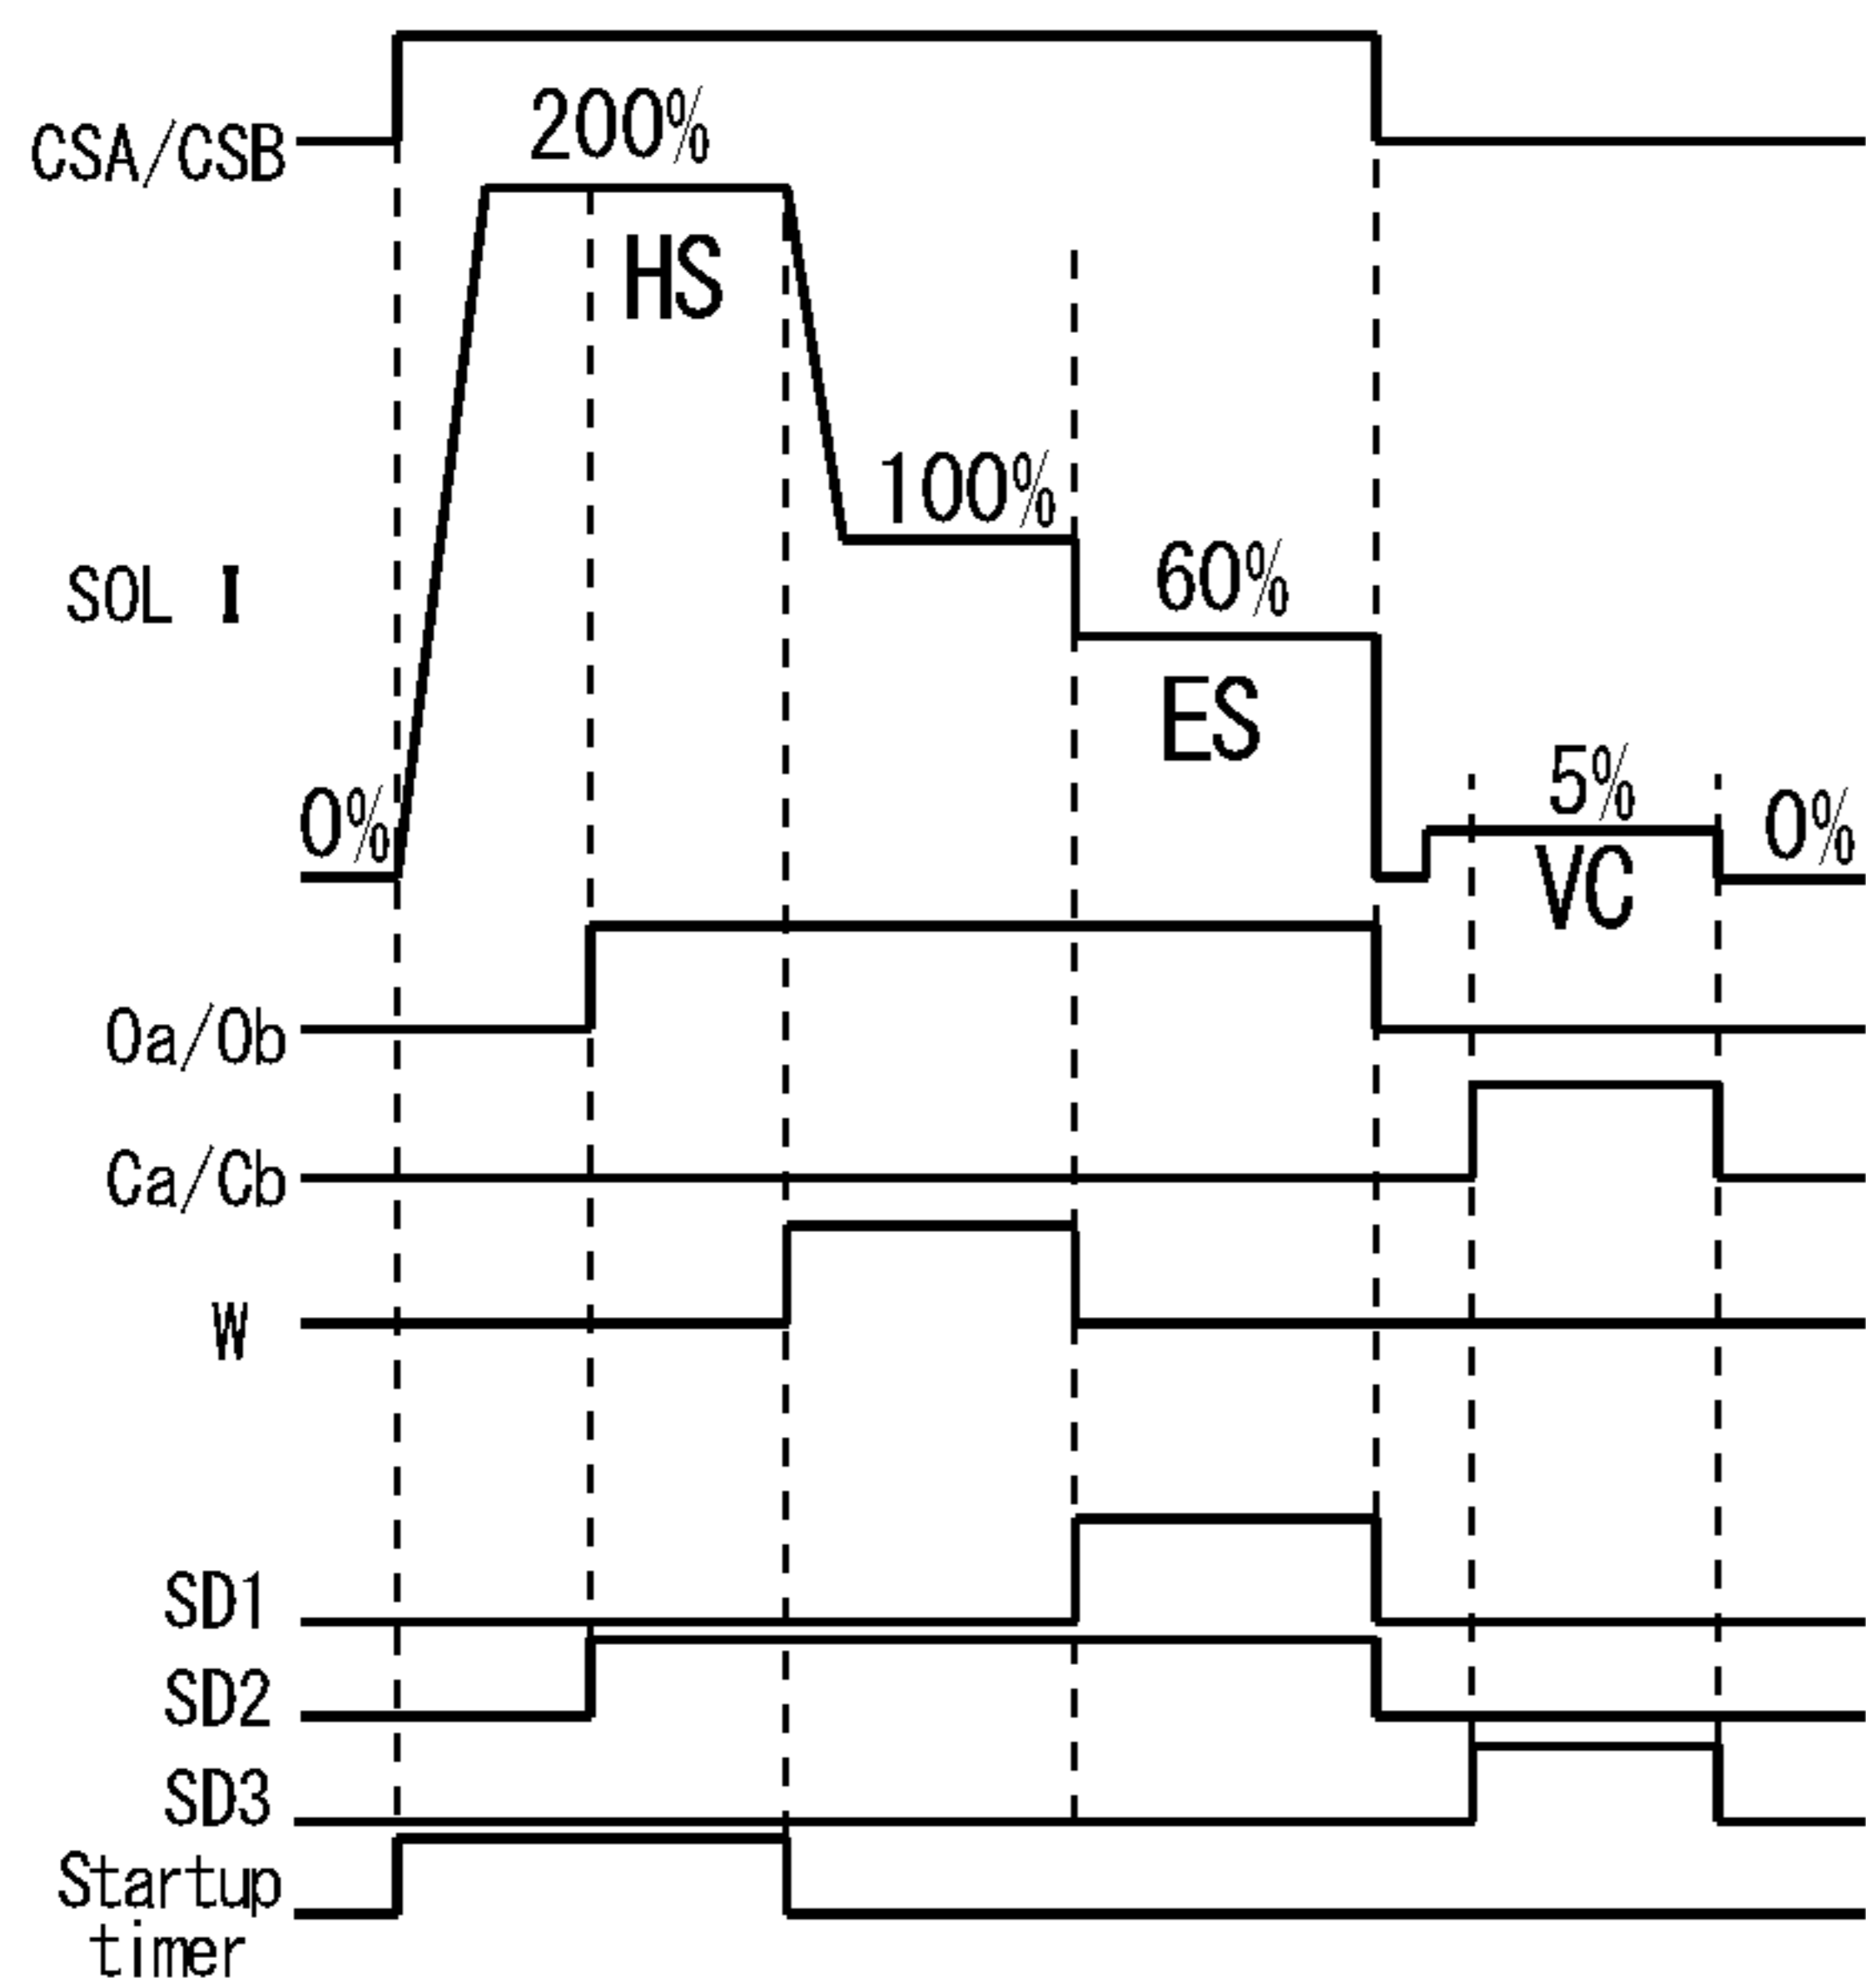 CSA/CSB
200%
HS
100%
SOL I
60%
ES
0%
5%
VC
0%
Oa/Ob
Ca/Cb
W
SD1
SD2
SD3
Startup
timer